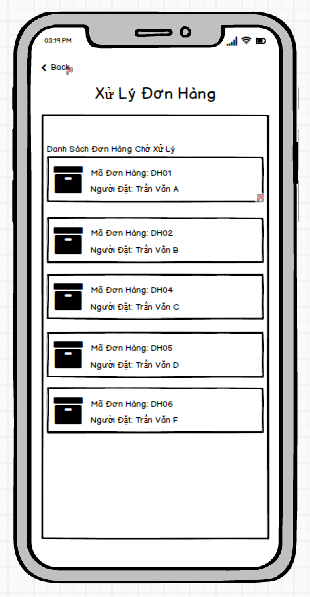 03:19 PM
Back
Xử Lý Đơn Hàng
Danh Sách Đơn Hàng Chờ Xử Lý
Mã Đơn Hàng: DH01
Người Đặt: Trần Văn A
Mã Đơn Hàng: DH02
Người Đặt: Trần Văn B
Mã Đơn Hàng: DH04
Người Đặt: Trần Văn C
Mã Đơn Hàng: DH05
Người Đặt: Trần Văn D
Mã Đơn Hàng: DH06
Người Đặt: Trần Văn F